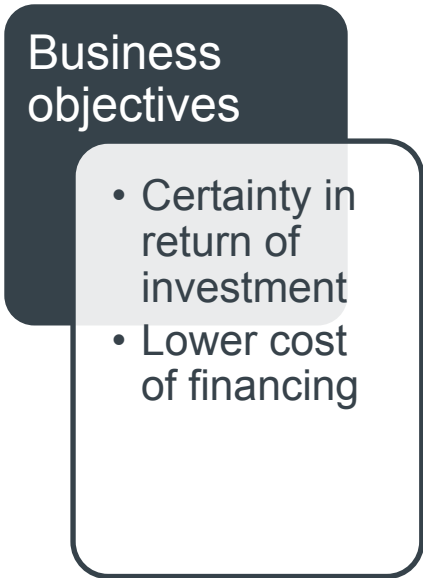 Business
objectives
• Certainty in
return of
investment
• Lower cost
of financing